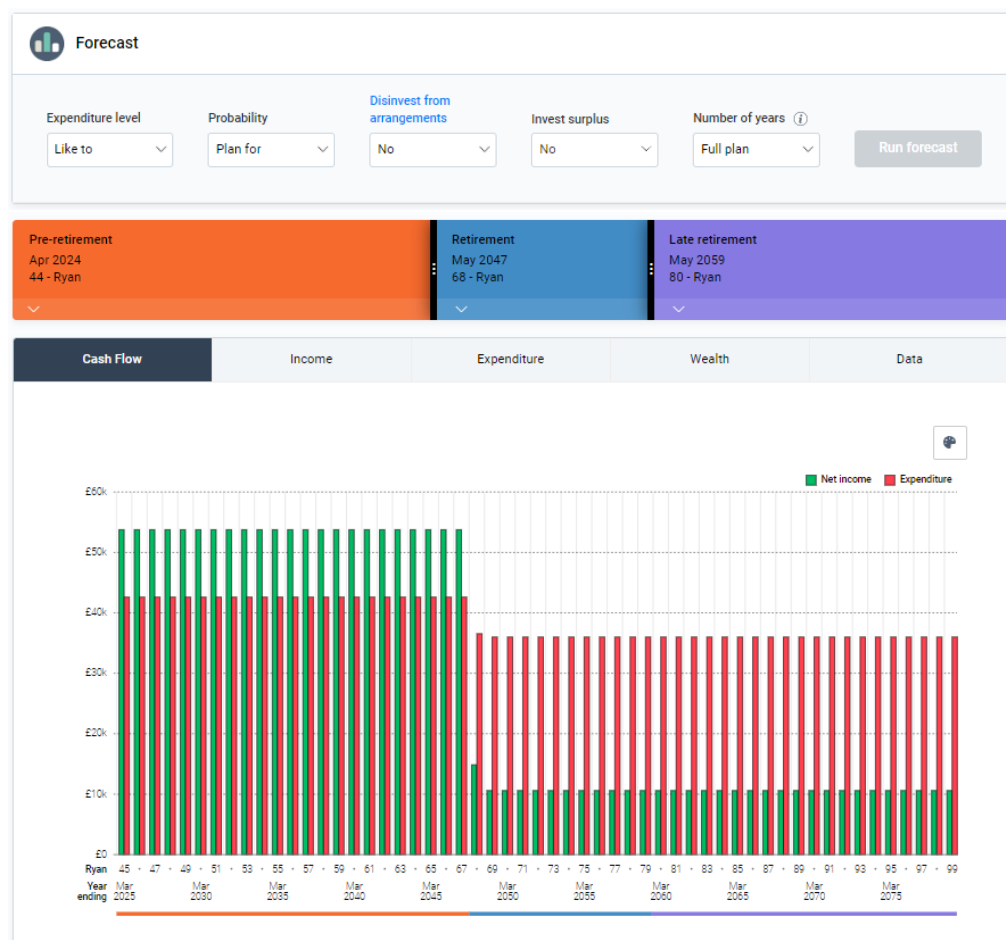 Forecast
Expenditure level
Probability
Disinvest from
arrangements
Invest surplus
Number of years i
Like to
Plan for
No
No
Full plan
Run forecast
Pre-retirement
Apr 2024
44 - Ryan
Retirement
May 2047
68 - Ryan
Late retirement
May 2059
80 - Ryan
Cash Flow
Income
Expenditure
Wealth
Data
Net income
Expenditure
£60k
£50k
£40k
£30k
£20k
£10k
£0
Ryan 45 - 47 - 49 - 51 - 53 - 55 - 57 - 59 - 61 - 63 - 65 - 67 - 69 - 71 - 73 - 75 - 77 - 79 - 81 - 83 - 85 - 87 - 89 - 91 - 93 - 95 - 97 - 99
Year Mar Mar Mar Mar Mar Mar Mar Mar Mar Mar Mar
ending 2025 2030 2035 2040 2045 2050 2055 2060 2065 2070 2075